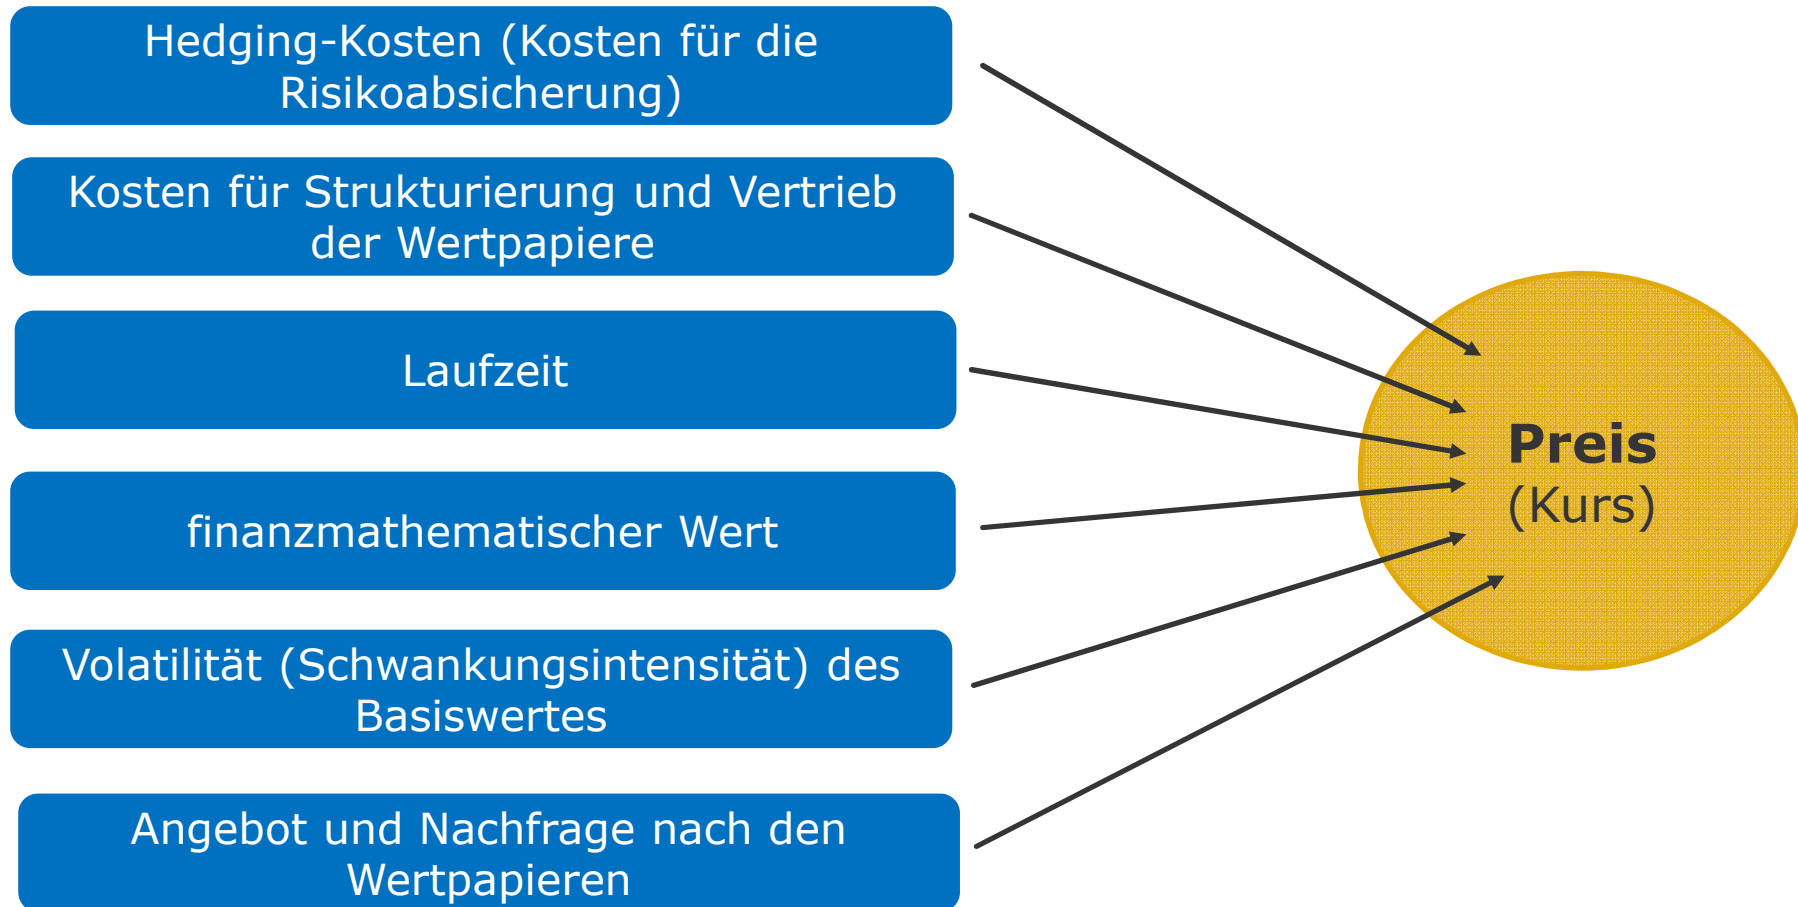 Hedging-Kosten (Kosten für die
Risikoabsicherung)
Kosten für Strukturierung und Vertrieb
der Wertpapiere
Laufzeit
finanzmathematischer Wert
Volatilität (Schwankungsintensität) des
Basiswertes
Angebot und Nachfrage nach den
Wertpapieren
Preis
(Kurs)